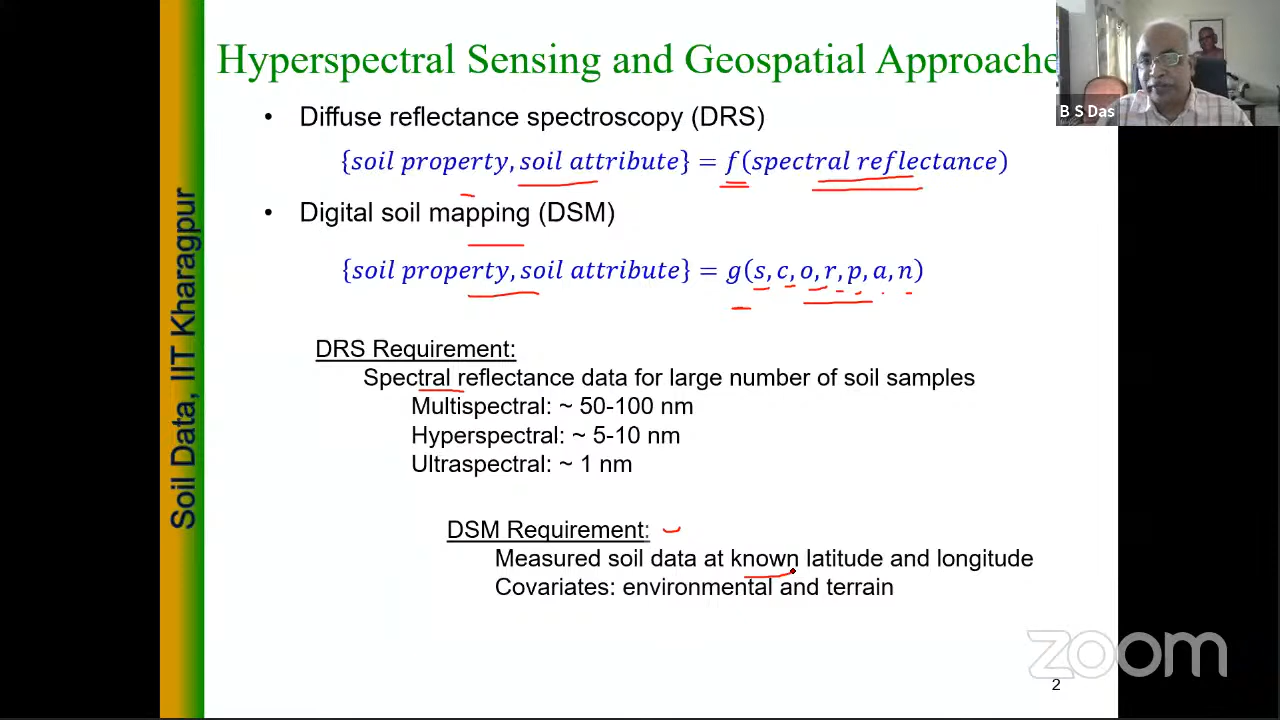 Hyperspectral Sensing and Geospatial Approache
B S Das
• Diffuse reflectance spectroscopy (DRS)
{soil property, soil attribute} = f(spectral reflectance)
• Digital soil mapping (DSM)
{soil property, soil attribute} = g(s, c, o, r, p, a, n)
DRS Requirement:
Spectral reflectance data for large number of soil samples
Multispectral: ~ 50-100 nm
Hyperspectral: ~ 5-10 nm
Ultraspectral: ~ 1 nm
DSM Requirement:
Measured soil data at known latitude and longitude
Covariates: environmental and terrain
Soil Data, IIT Kharagpur
zoom
2